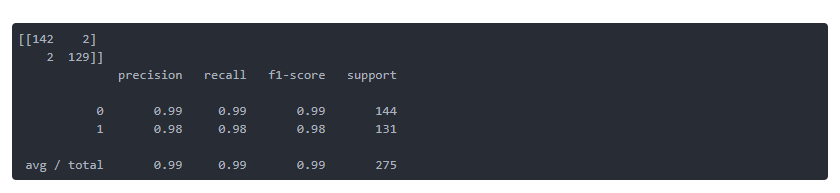 [[142    2]
 [  2  129]]
precision recall f1-score support
0 0.99 0.99 0.99 144
1 0.98 0.98 0.98 131
avg / total 0.99 0.99 0.99 275